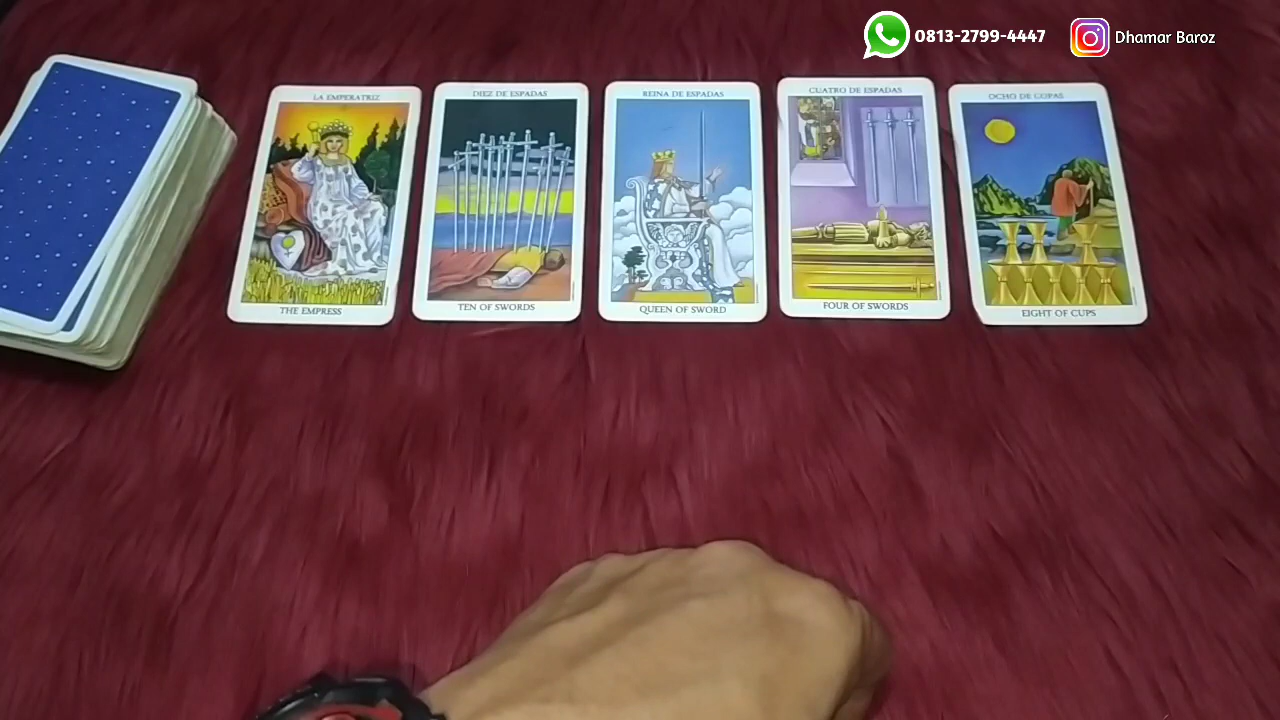 0813-2799-4447
Dhamar Baroz
LA EMPERATRIZ
DIEZ DE ESPADAS
REINA DE ESPADAS
CUATRO DE ESPADAS
OCHO DE COPAS
THE EMPRESS
TEN OF SWORDS
QUEEN OF SWORD
FOUR OF SWORDS
EIGHT OF CUPS